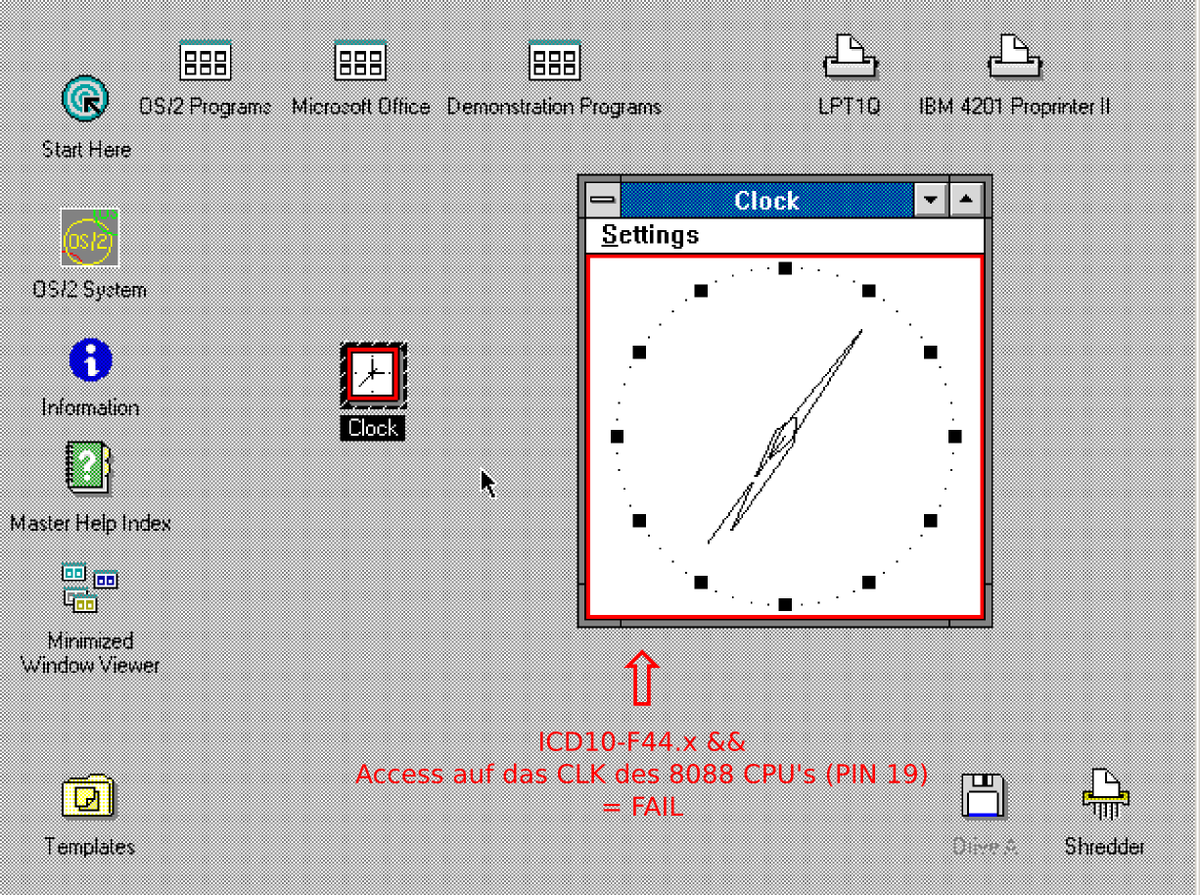 OS/2 Programs
Microsoft Office
Demonstration Programs
LPT1Q
IBM 4201 Proprinter II
Start Here
Clock
Settings
OS/2
OS/2 System
Information
Clock
Master Help Index
Minimized
Window Viewer
ICD10-F44.x &&
Access auf das CLK des 8088 CPU's (PIN 19)
= FAIL
Templates
Drive A
Shredder